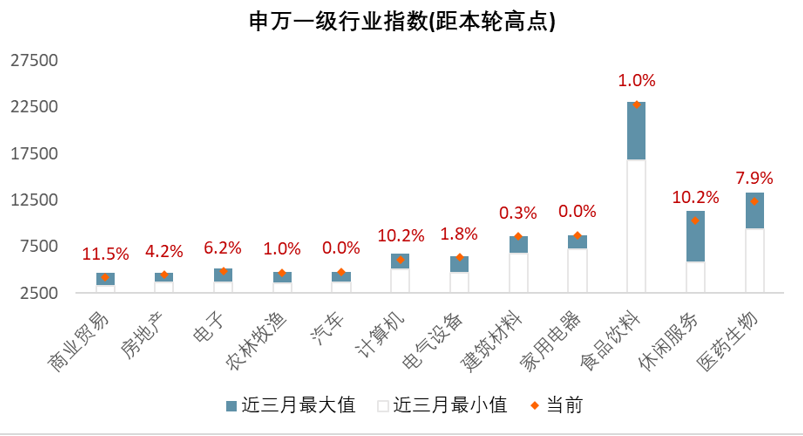 申万一级行业指数(距本轮高点)
27500
22500
17500
12500
7500
2500
11.5%
4.2%
6.2%
1.0%
0.0%
10.2%
1.8%
0.3%
0.0%
1.0%
10.2%
7.9%
商业贸易
房地产
电子
农林牧渔
汽车
计算机
电气设备
建筑材料
家用电器
食品饮料
休闲服务
医药生物
近三月最大值 近三月最小值 当前